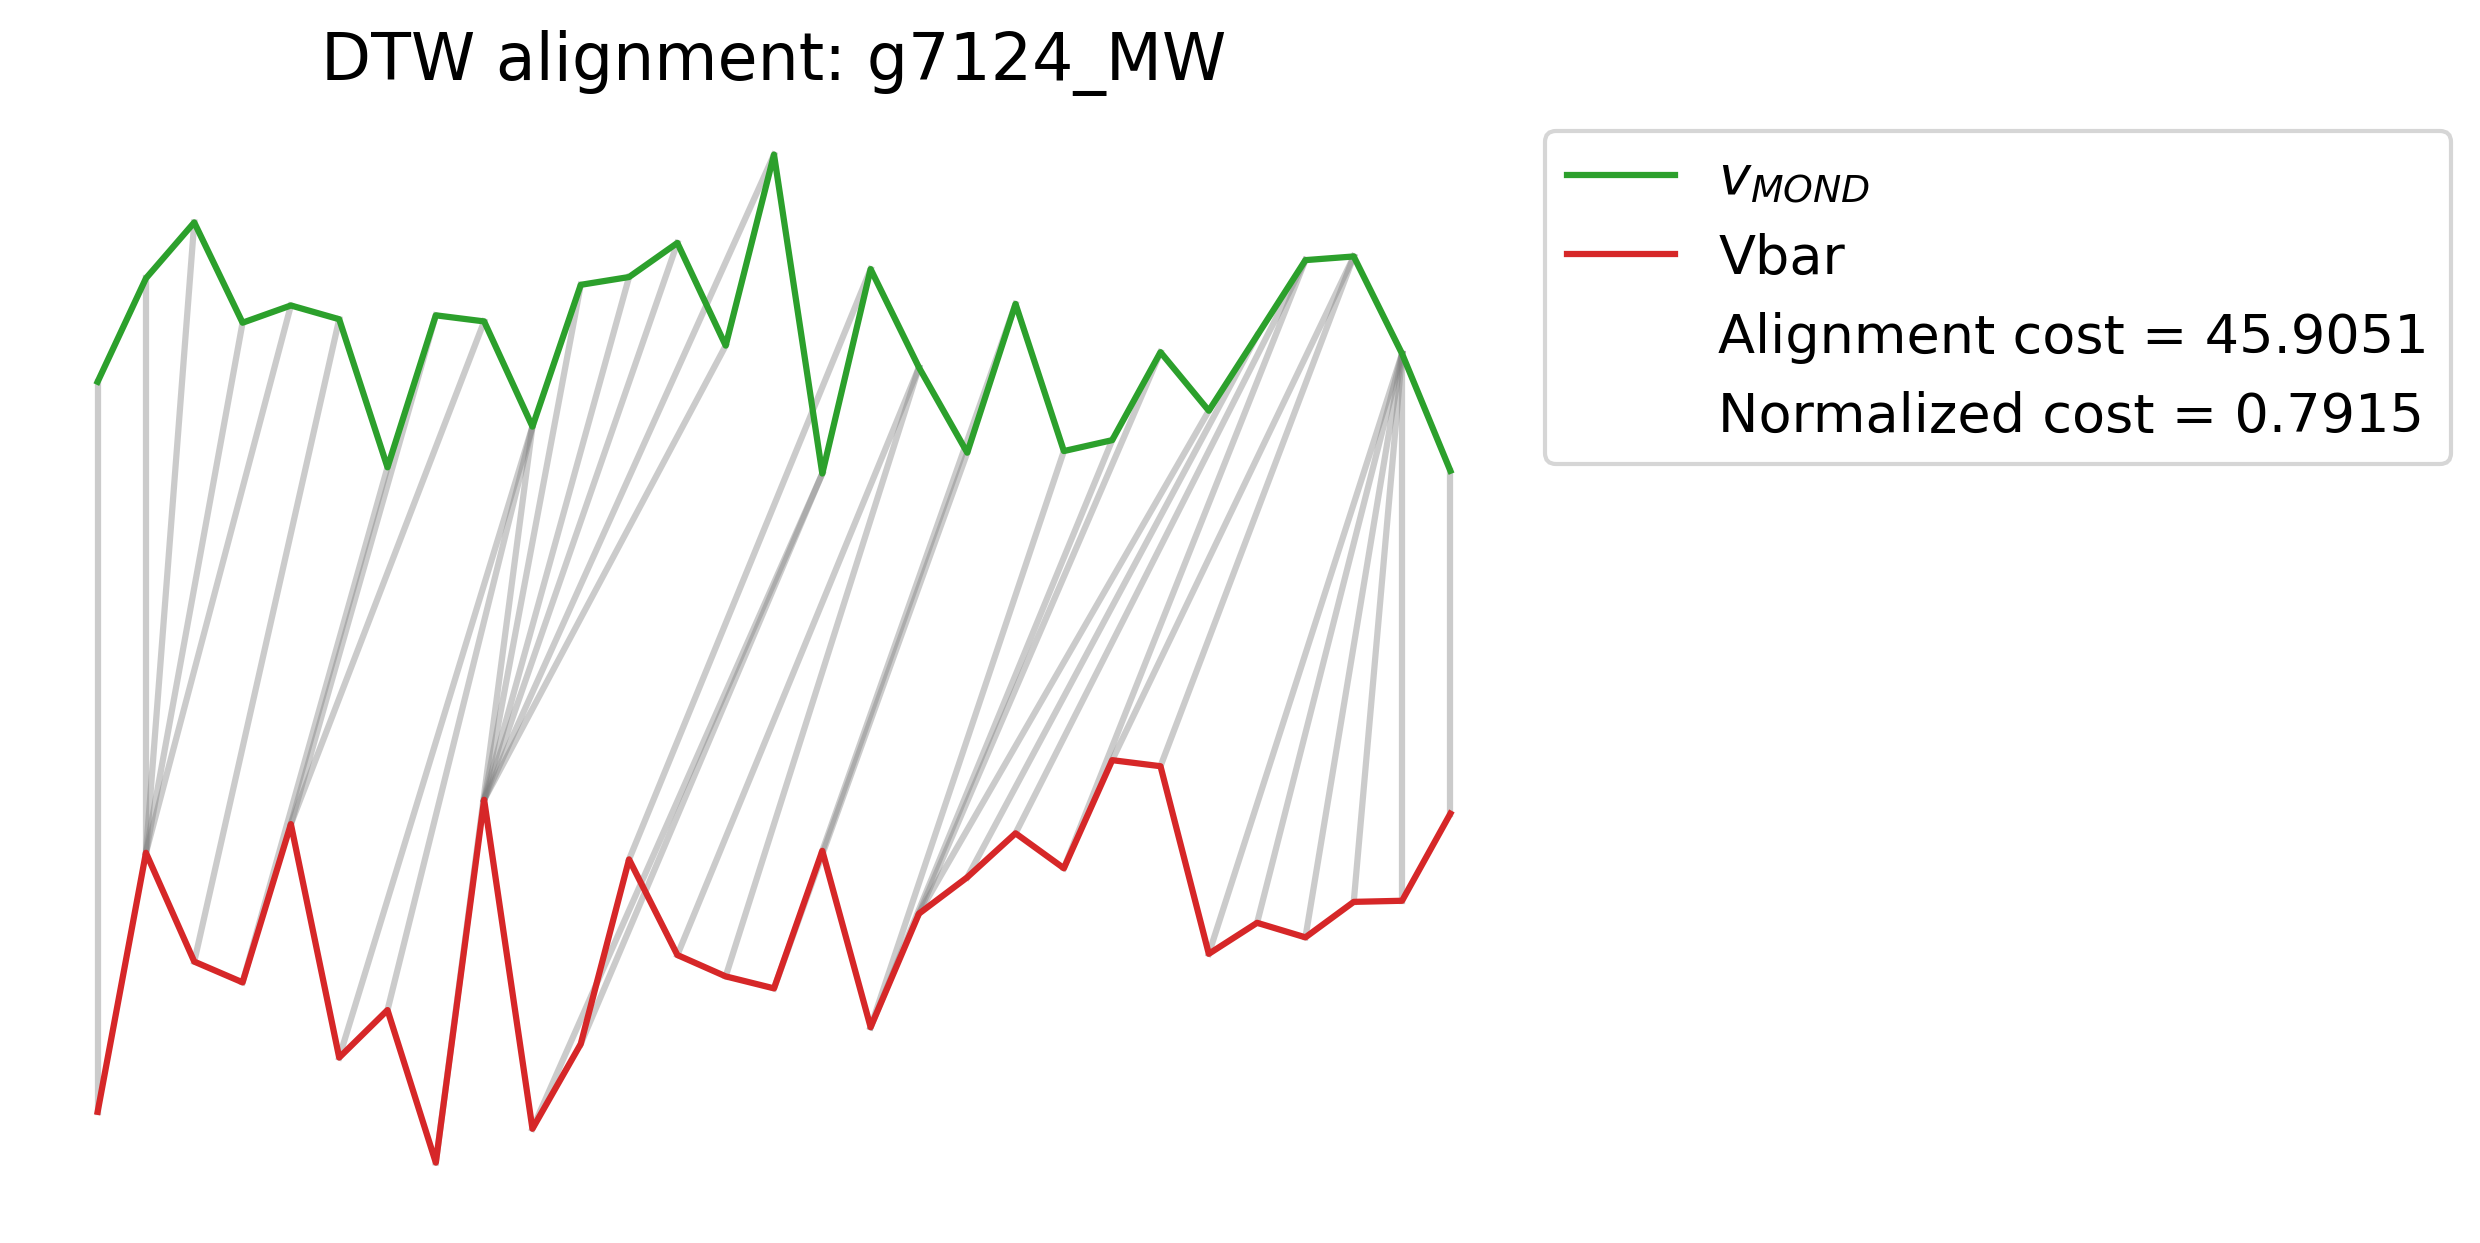 DTW alignment: g7124_MW
v_MOND
Vbar
Alignment cost = 45.9051
Normalized cost = 0.7915